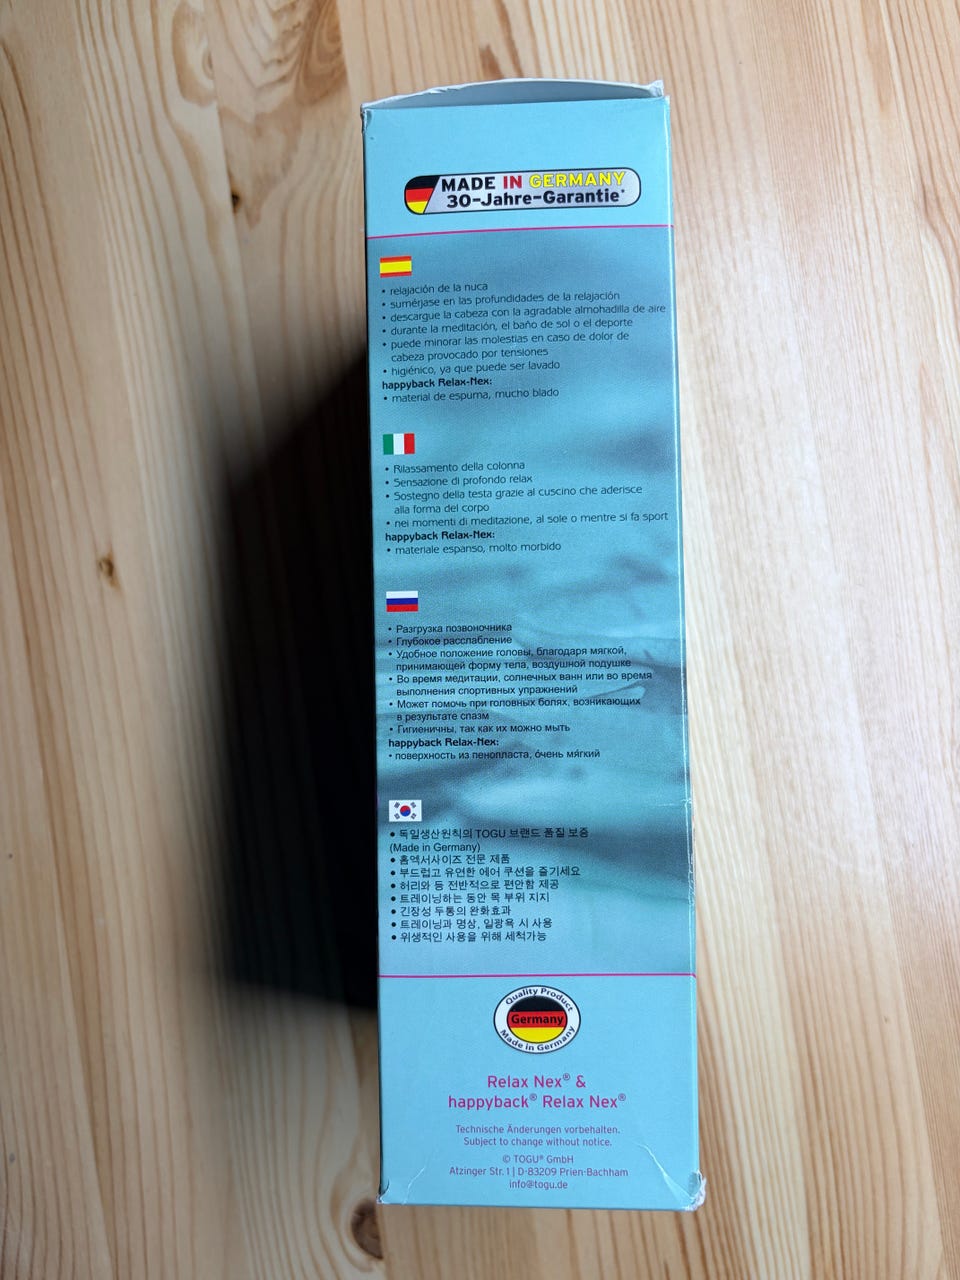 MADE IN GERMANY
30-Jahre-Garantie*
• relajación de la nuca
• sumérjase en las profundidades de la relajación
• descargue la cabeza con la agradable almohadilla de aire
• durante la meditación, el baño de sol o el deporte
• puede minorar las molestias en caso de dolor de
cabeza provocado por tensiones
• higiénico, ya que puede ser lavado
happyback Relax-Nex:
• material de espuma, mucho blado
• Rilassamento della colonna
• Sensazione di profondo relax
• Sostegno della testa grazie al cuscino che aderisce
alla forma del corpo
• nei momenti di meditazione, al sole o mentre si fa sport
happyback Relax-Nex:
• materiale espanso, molto morbido
• Разгрузка позвоночника
• Глубокое расслабление
• Удобное положение головы, благодаря мягкой,
принимающей форму тела, воздушной подушке
• Во время медитации, солнечных ванн или во время
выполнения спортивных упражнений
• Может помочь при головных болях, возникающих
в результате спазм
• Гигиеничны, так как их можно мыть
happyback Relax-Nex:
• поверхность из пенопласта, óчень мя́гкий
• 독일생산원칙의 TOGU 브랜드 품질 보증
(Made in Germany)
• 홈엑서사이즈 전문 제품
• 부드럽고 유연한 에어 쿠션을 즐기세요
• 허리와 등 전반적으로 편안함 제공
• 트레이닝하는 동안 목 부위 지지
• 긴장성 두통의 완화효과
• 트레이닝과 명상, 일광욕 시 사용
• 위생적인 사용을 위해 세척가능
Quality Product
Germany
Made in Germany
Relax Nex® &
happyback® Relax Nex®
Technische Änderungen vorbehalten.
Subject to change without notice.
© TOGU® GmbH
Atzinger Str. 1 | D-83209 Prien-Bachham
info@togu.de